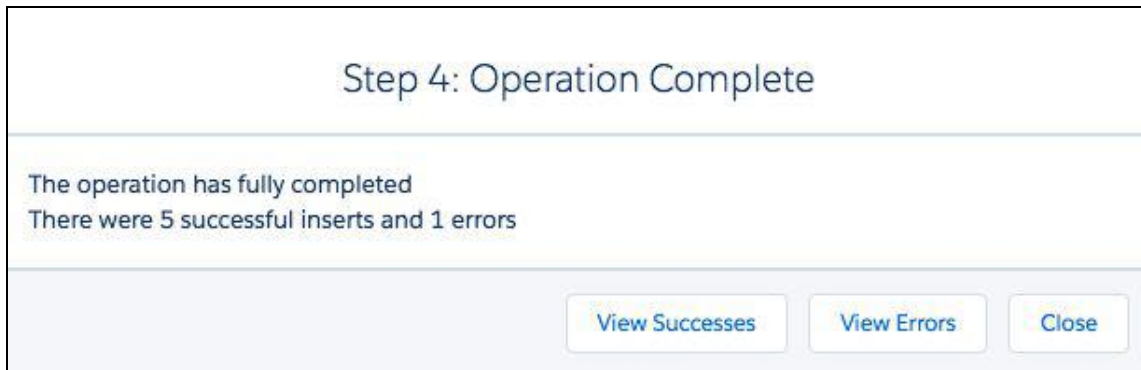 Step 4: Operation Complete
The operation has fully completed
There were 5 successful inserts and 1 errors
View Successes View Errors Close